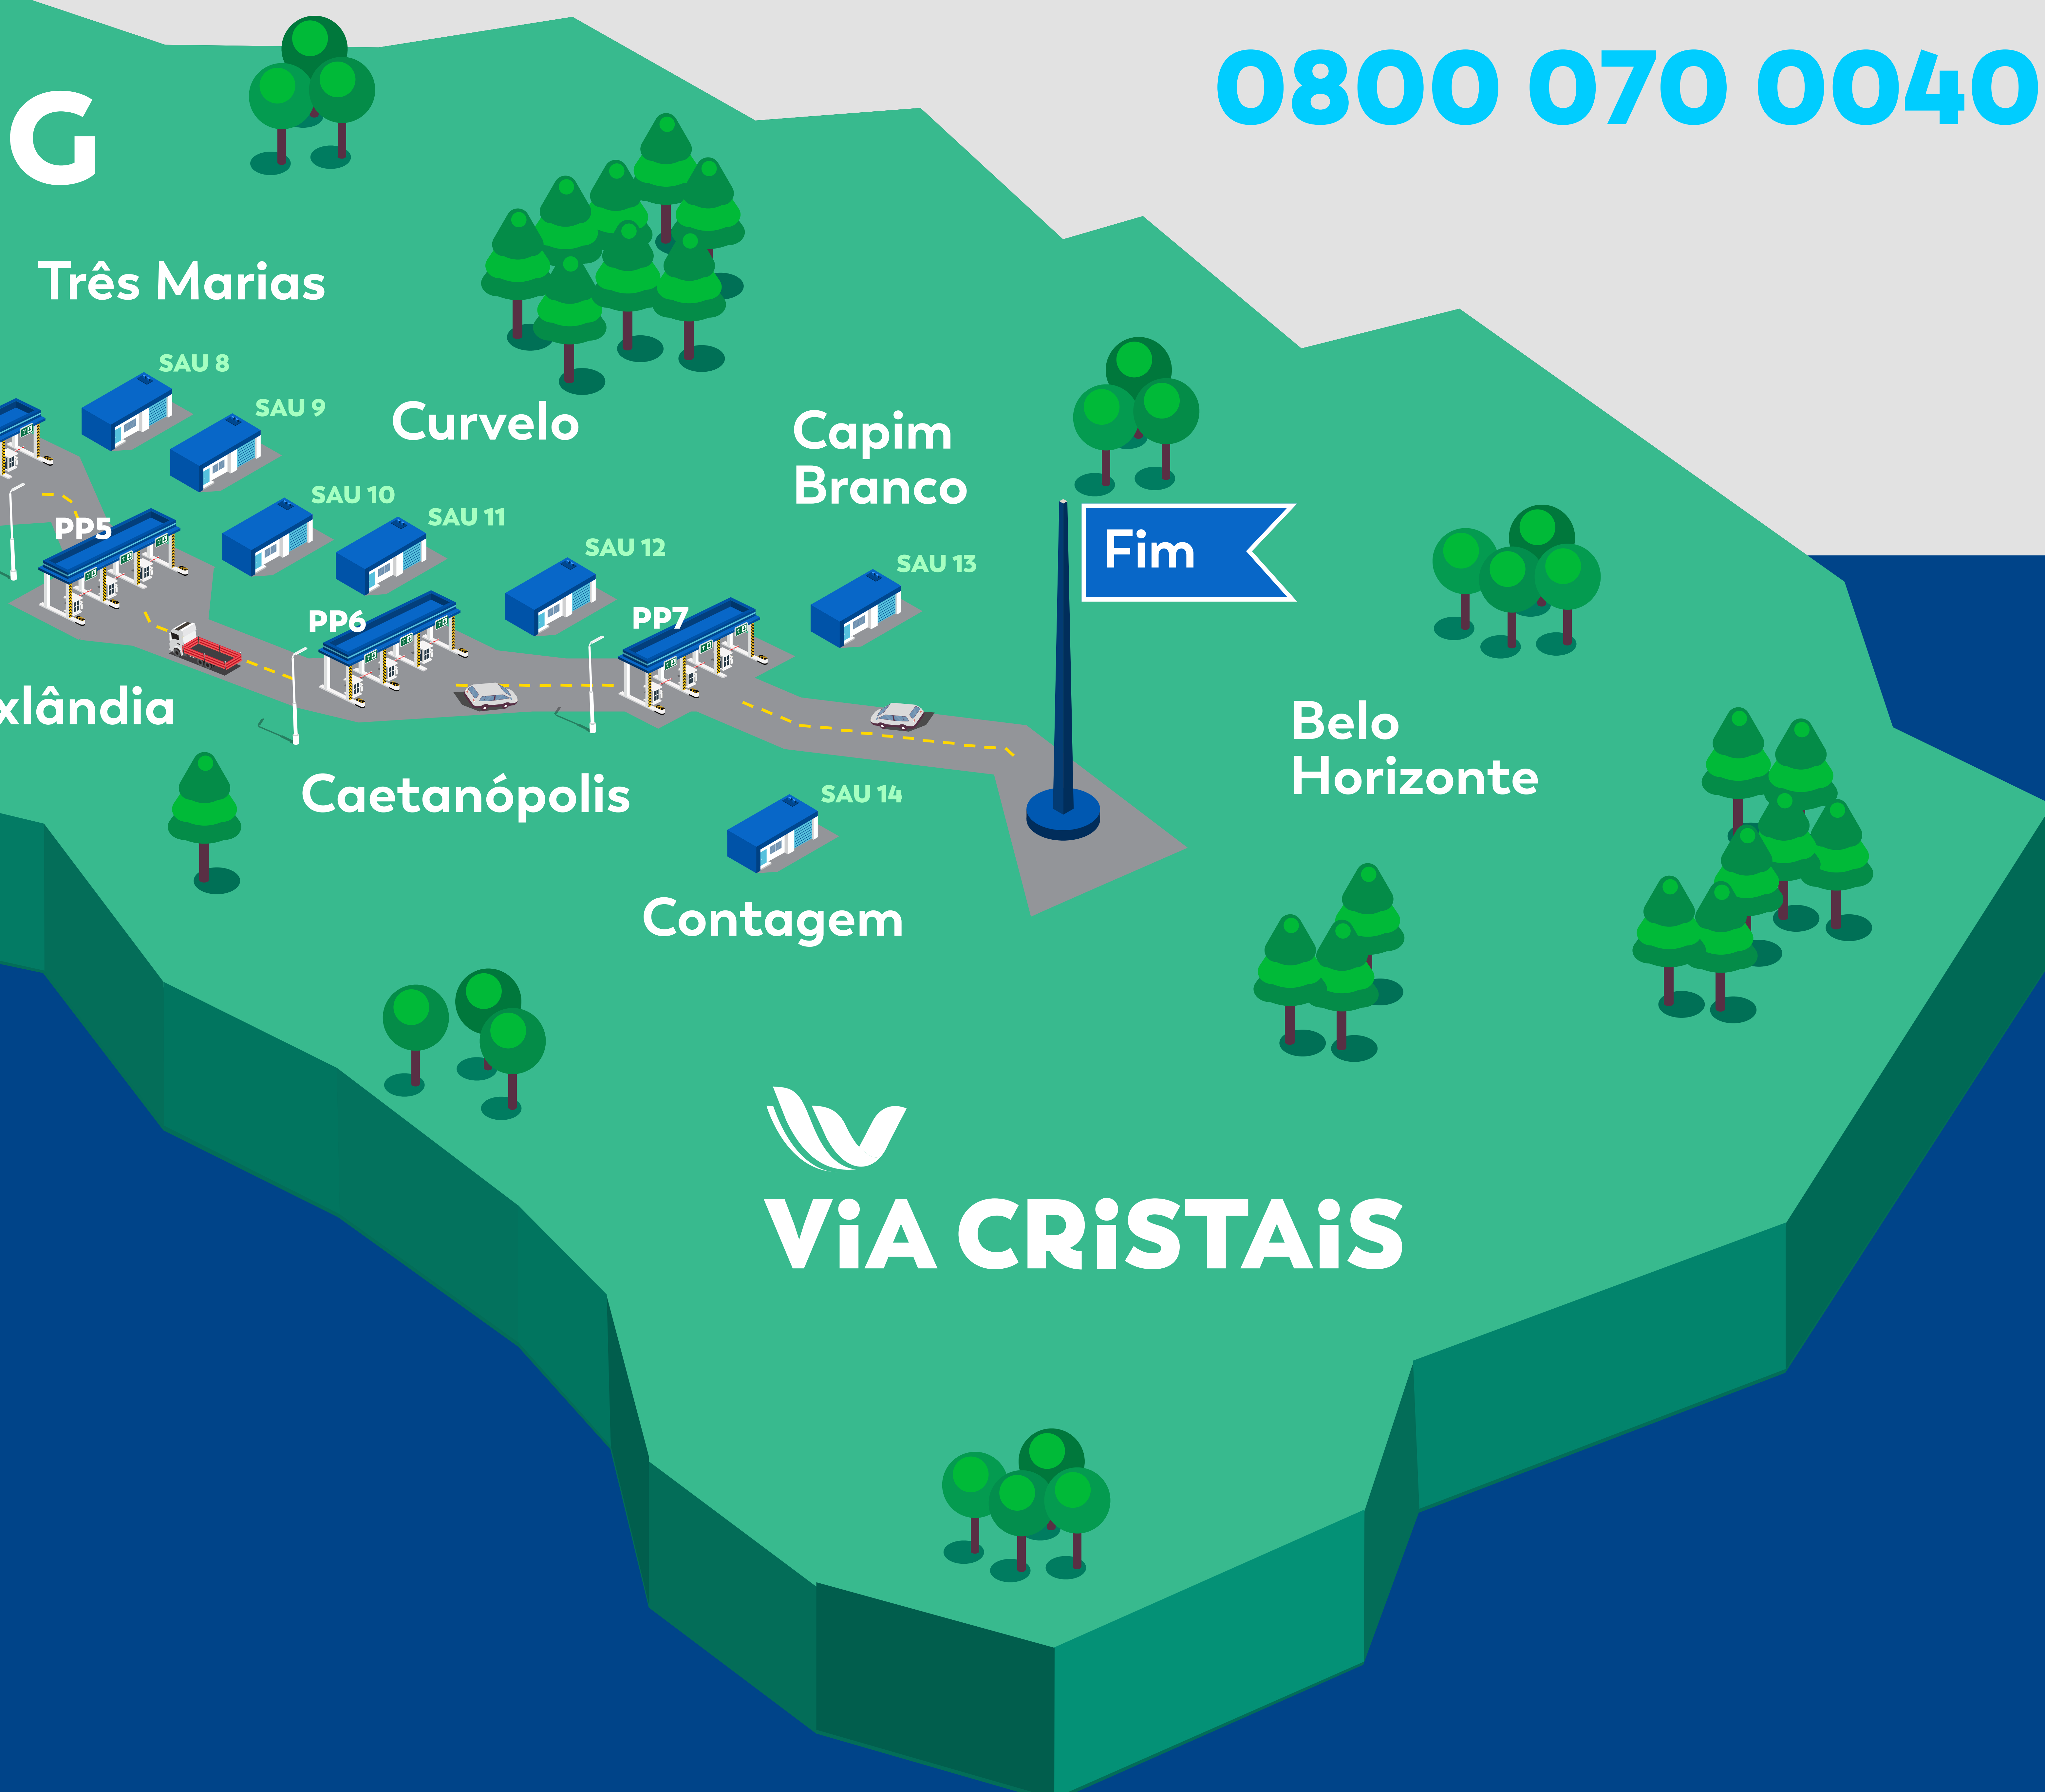 0800 070 0040
G
Três Marias
SAU 8
SAU 9
Curvelo
Capim
Branco
SAU 10
SAU 11
PP5
SAU 12
Fim
SAU 13
PP6
PP7
xlândia
Belo
Horizonte
Caetanópolis
SAU 14
Contagem
ViA CRiSTAiS